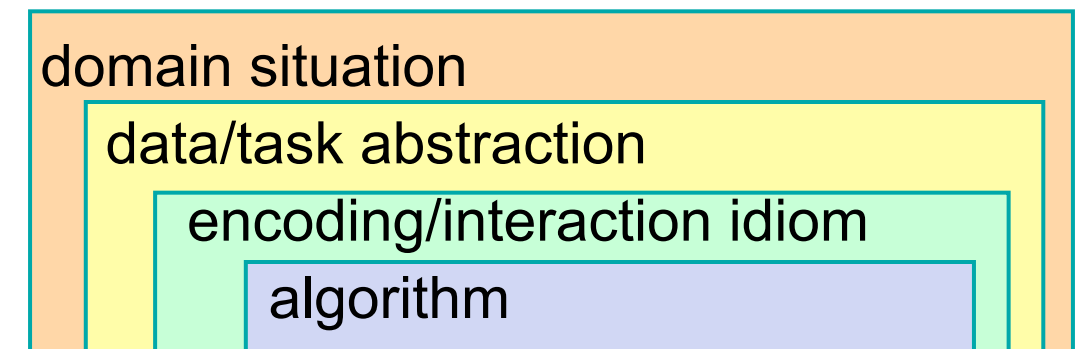 domain situation
data/task abstraction
encoding/interaction idiom
algorithm